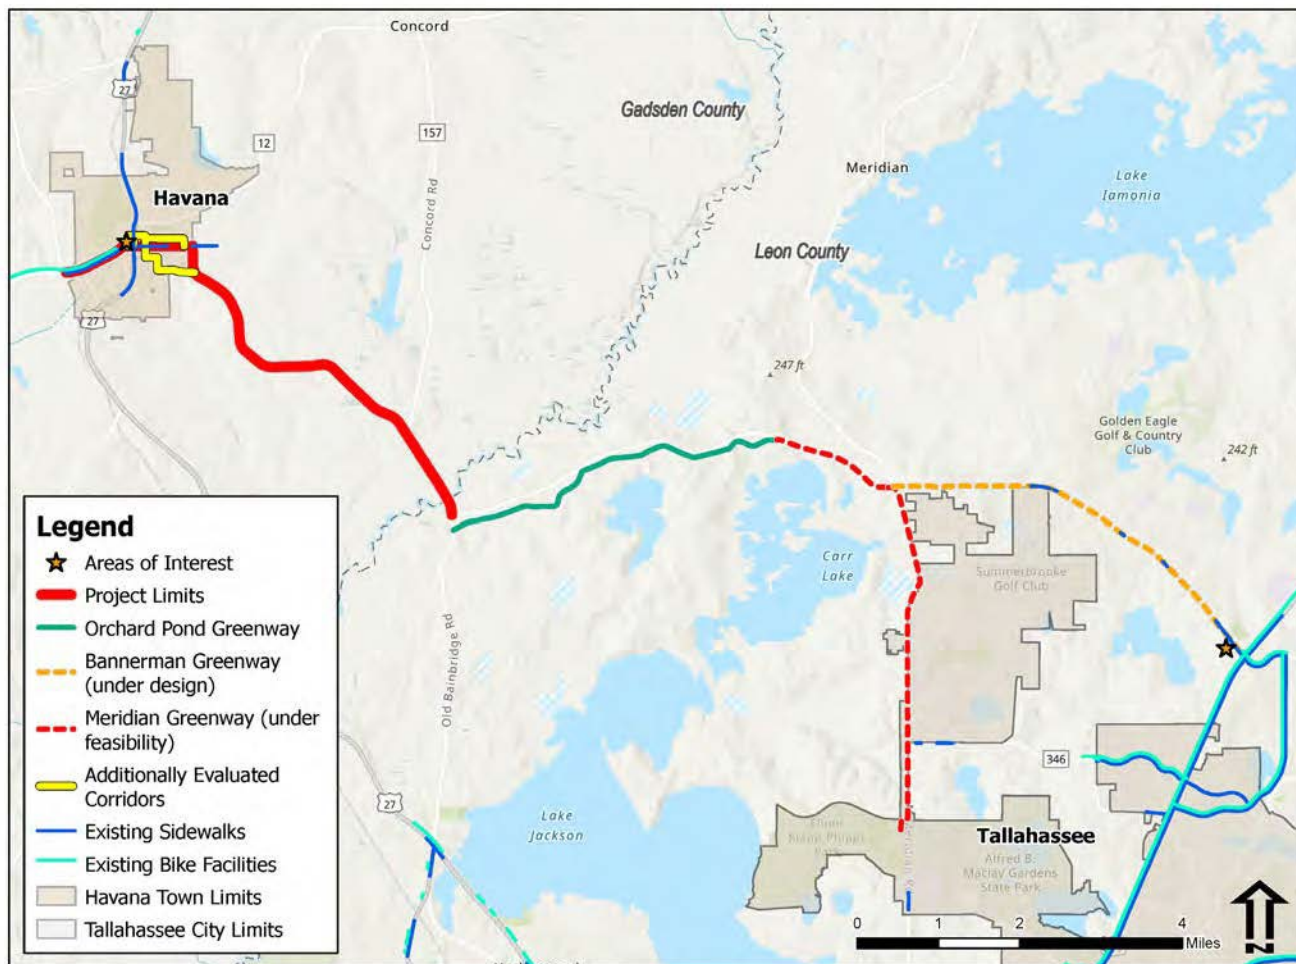 Concord
27
Gadsden County
157
12
Meridian
Lake
Iamonia
Havana
Concord Rd
Leon County
27
247 ft
Golden Eagle
Golf & Country
Club
242 ft
Legend
Areas of Interest
Project Limits
Orchard Pond Greenway
Bannerman Greenway
(under design)
Meridian Greenway (under
feasibility)
Additionally Evaluated
Corridors
Existing Sidewalks
Existing Bike Facilities
Havana Town Limits
Tallahassee City Limits
Carr
Lake
Summerbrooke
Golf Club
Old Bainbridge Rd
346
27
Lake
Jackson
Tallahassee
Alfred B.
Maclay Gardens
State Park
0 1 2 4
Miles
N